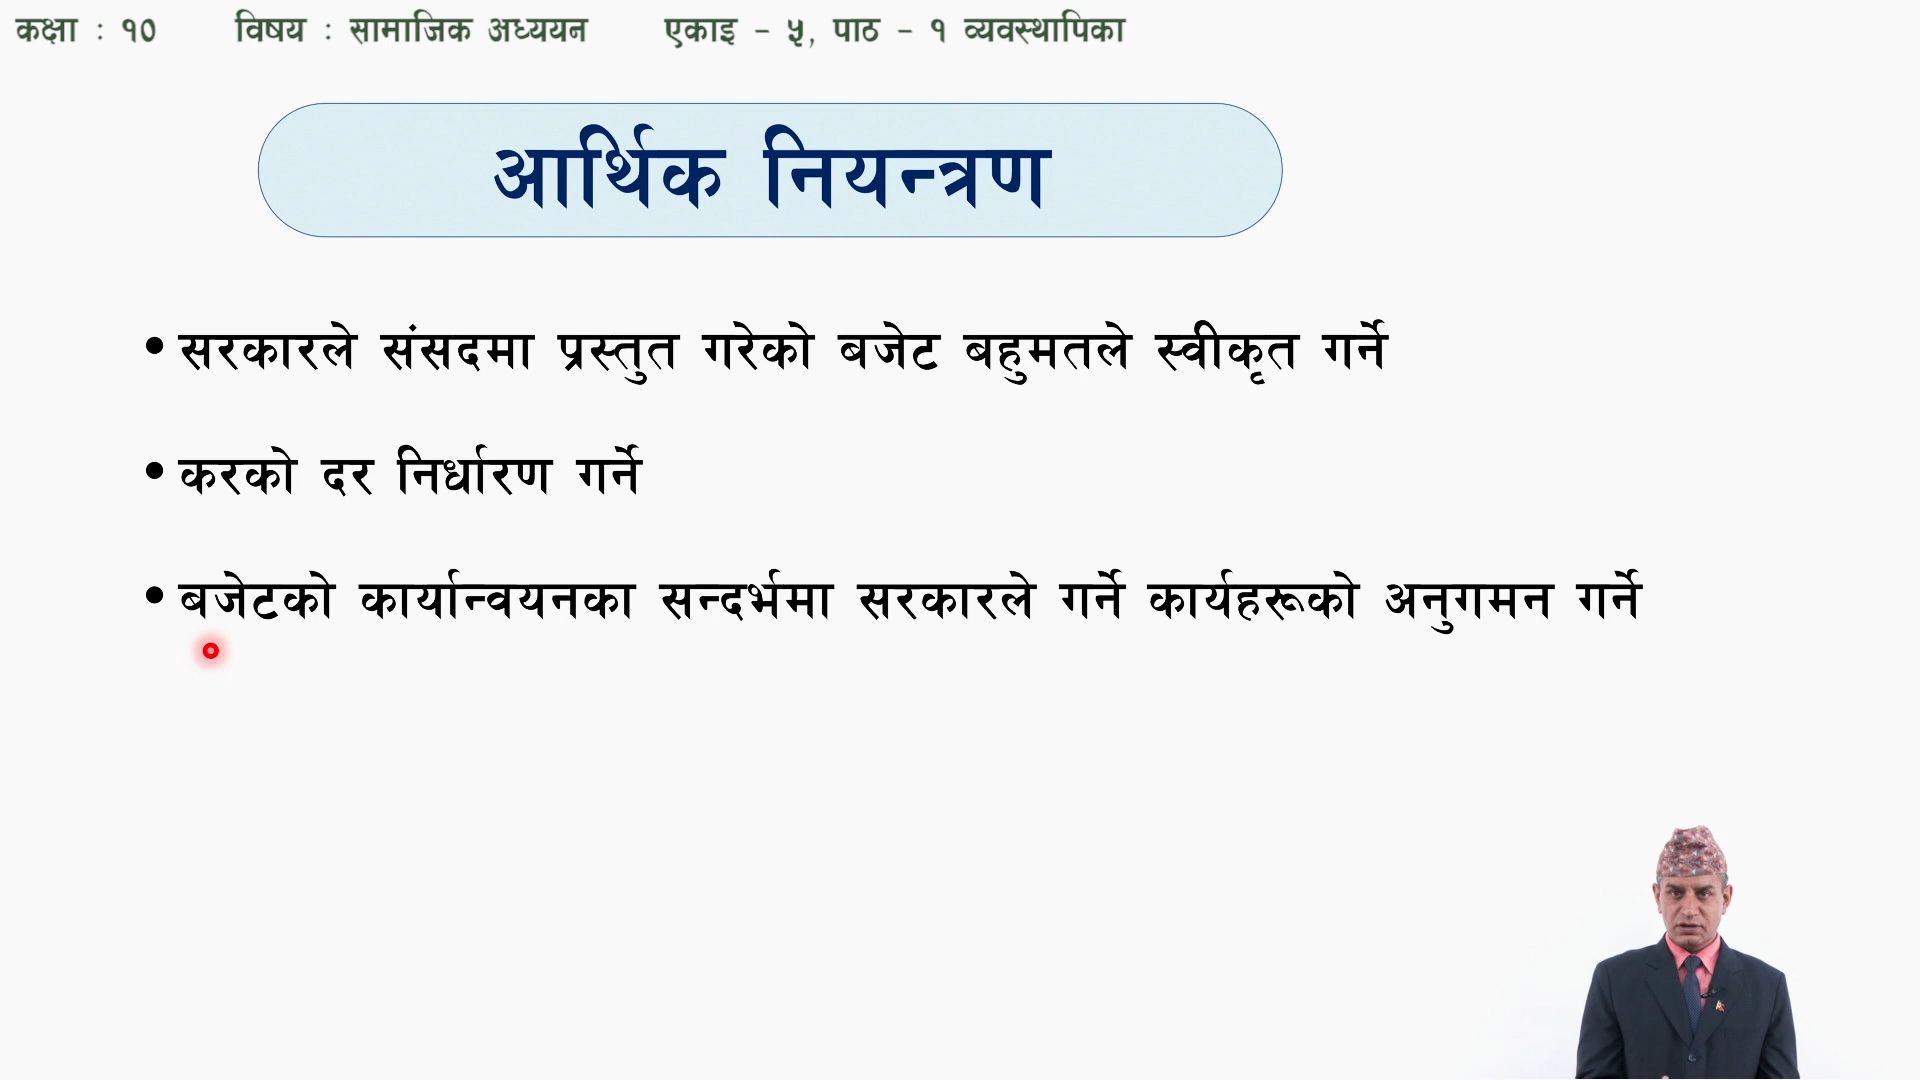 कक्षा : १० विषय : सामाजिक अध्ययन एकाइ - ५, पाठ - १ व्यवस्थापिका
आर्थिक नियन्त्रण
• सरकारले संसदमा प्रस्तुत गरेको बजेट बहुमतले स्वीकृत गर्ने
• करको दर निर्धारण गर्ने
• बजेटको कार्यान्वयनका सन्दर्भमा सरकारले गर्ने कार्यहरूको अनुगमन गर्ने